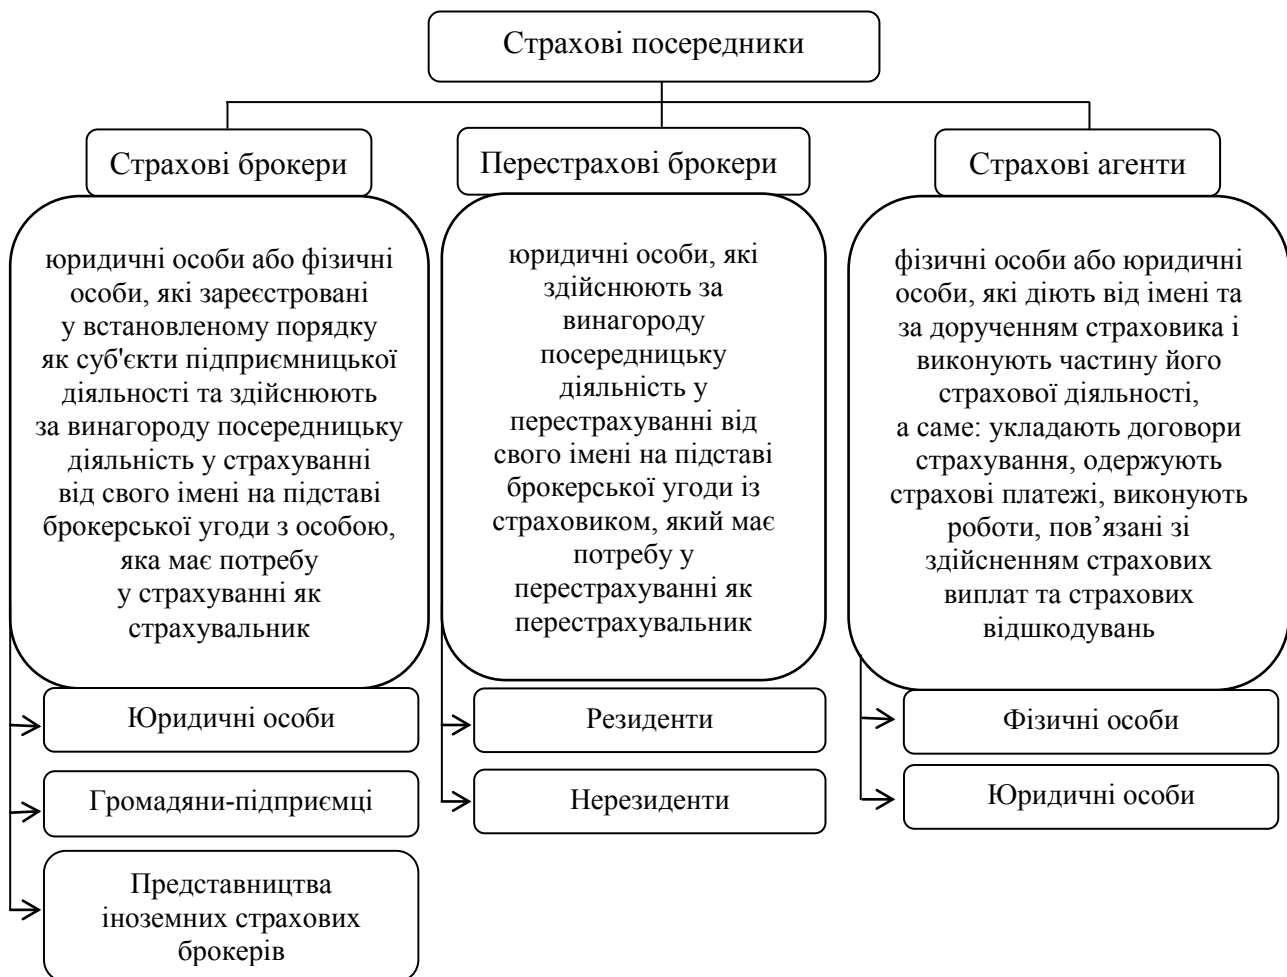 Страхові посередники
Страхові брокери
Перестрахові брокери
Страхові агенти
юридичні особи або фізичні
особи, які зареєстровані
у встановленому порядку
як суб'єкти підприємницької
діяльності та здійснюють
за винагороду посередницьку
діяльність у страхуванні
від свого імені на підставі
брокерської угоди з особою,
яка має потребу
у страхуванні як
страхувальник
юридичні особи, які
здійснюють за
винагороду
посередницьку
діяльність у
перестрахуванні від
свого імені на підставі
брокерської угоди із
страховиком, який має
потребу у
перестрахуванні як
перестрахувальник
фізичні особи або юридичні
особи, які діють від імені та
за дорученням страховика і
виконують частину його
страхової діяльності,
а саме: укладають договори
страхування, одержують
страхові платежі, виконують
роботи, пов’язані зі
здійсненням страхових
виплат та страхових
відшкодувань
Юридичні особи
Громадяни-підприємці
Представництва
іноземних страхових
брокерів
Резиденти
Нерезиденти
Фізичні особи
Юридичні особи